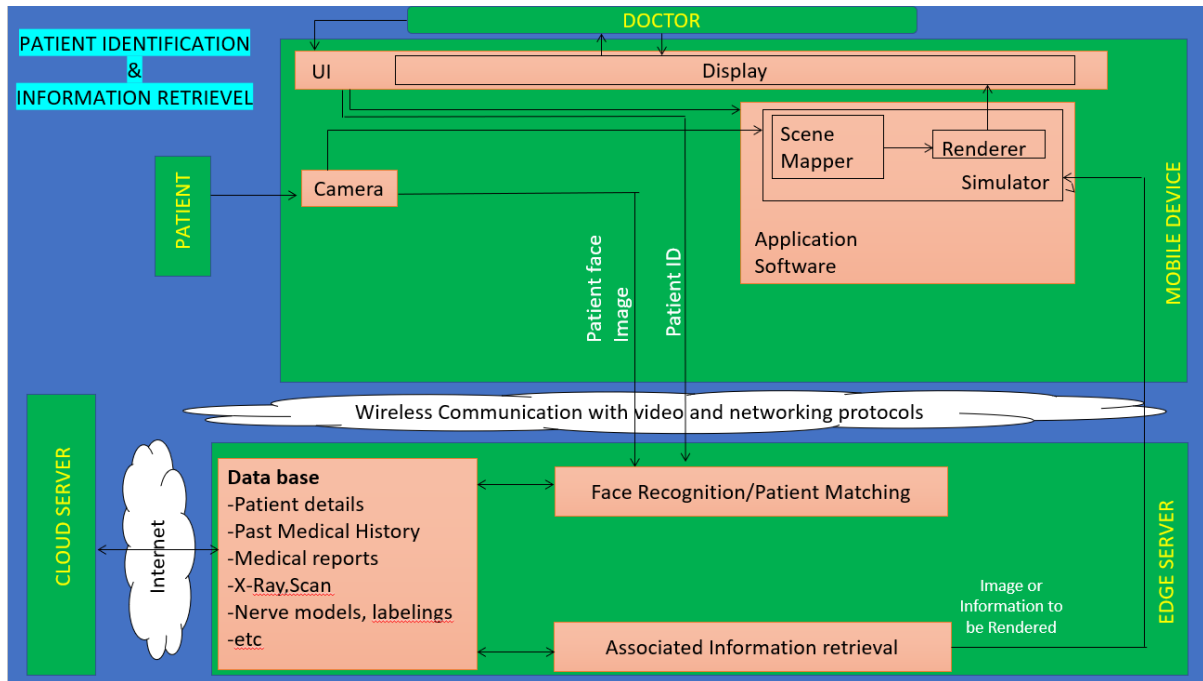 DOCTOR
PATIENT IDENTIFICATION
&
INFORMATION RETRIEVEL
UI
Display
Scene
Mapper
Renderer
Simulator
Application
Software
Camera
PATIENT
MOBILE DEVICE
Patient face
Image
Patient ID
Wireless Communication with video and networking protocols
CLOUD SERVER
Internet
Data base
-Patient details
-Past Medical History
-Medical reports
-X-Ray,Scan
-Nerve models, labelings
-etc
Face Recognition/Patient Matching
Associated Information retrieval
Image or
Information to
be Rendered
EDGE SERVER